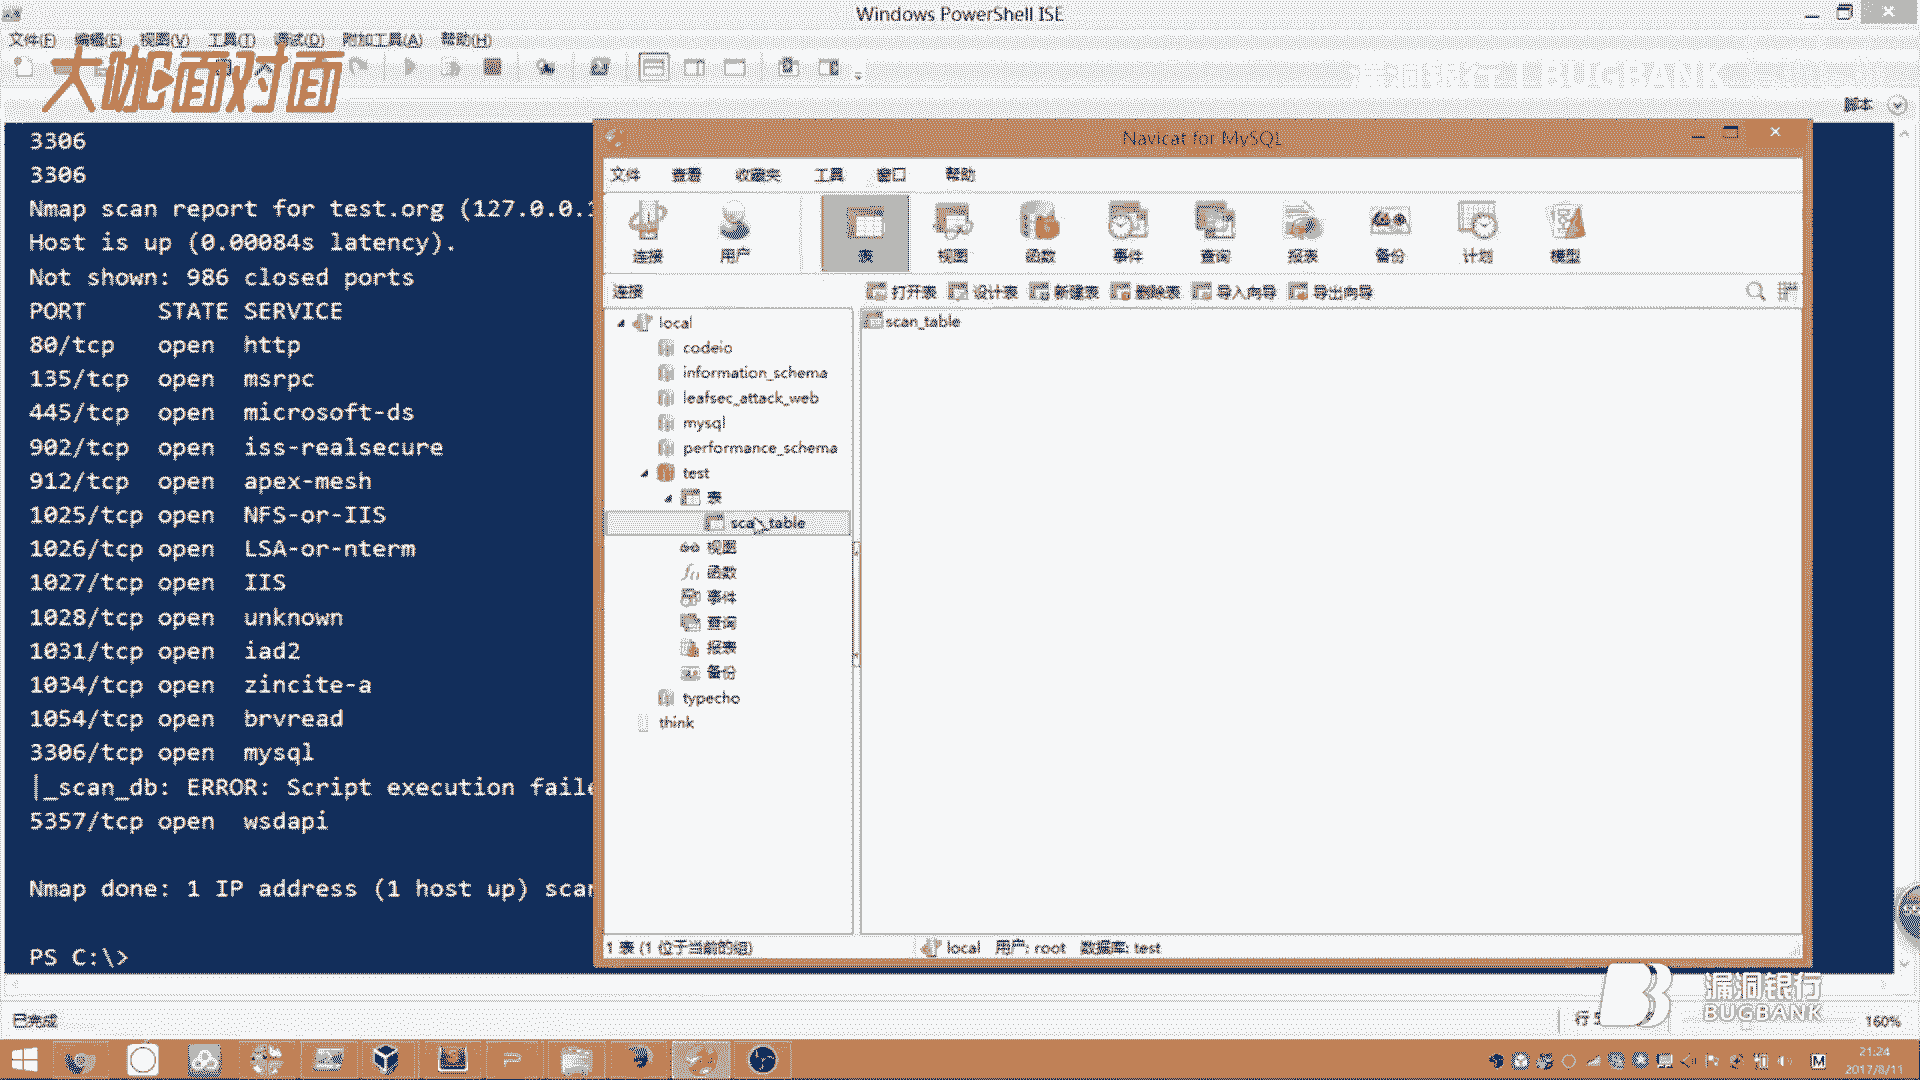 Windows PowerShell ISE
文件(F) 编辑(E) 视图(V) 工具(T) 调试(D) 附加工具(A) 帮助(H)
大咖面对面
漏洞银行 | BUGBANK
脚本
3306
3306
Nmap scan report for test.org (127.0.0.1
Host is up (0.00084s latency).
Not shown: 986 closed ports
PORT STATE SERVICE
80/tcp open http
135/tcp open msrpc
445/tcp open microsoft-ds
902/tcp open iss-realsecure
912/tcp open apex-mesh
1025/tcp open NFS-or-IIS
1026/tcp open LSA-or-nterm
1027/tcp open IIS
1028/tcp open unknown
1031/tcp open iad2
1034/tcp open zincite-a
1054/tcp open brvread
3306/tcp open mysql
|_scan_db: ERROR: Script execution faile
5357/tcp open wsdapi
Nmap done: 1 IP address (1 host up) scan
PS C:\>
Navicat for MySQL
文件 查看 收藏夹 工具 窗口 帮助
连接 用户 表 视图 函数 事件 查询 报表 备份 计划 模型
连接
打开表 设计表 新建表 删除表 导入向导 导出向导
local
codeio
information_schema
leafsec_attack_web
mysql
performance_schema
test
表
scan_table
视图
函数
事件
查询
报表
备份
typecho
think
scan_table
1 表 (1 位于当前的组)
local 用户: root 数据库: test
漏洞银行
BUGBANK
已完成
160%
21:24
2017/8/11